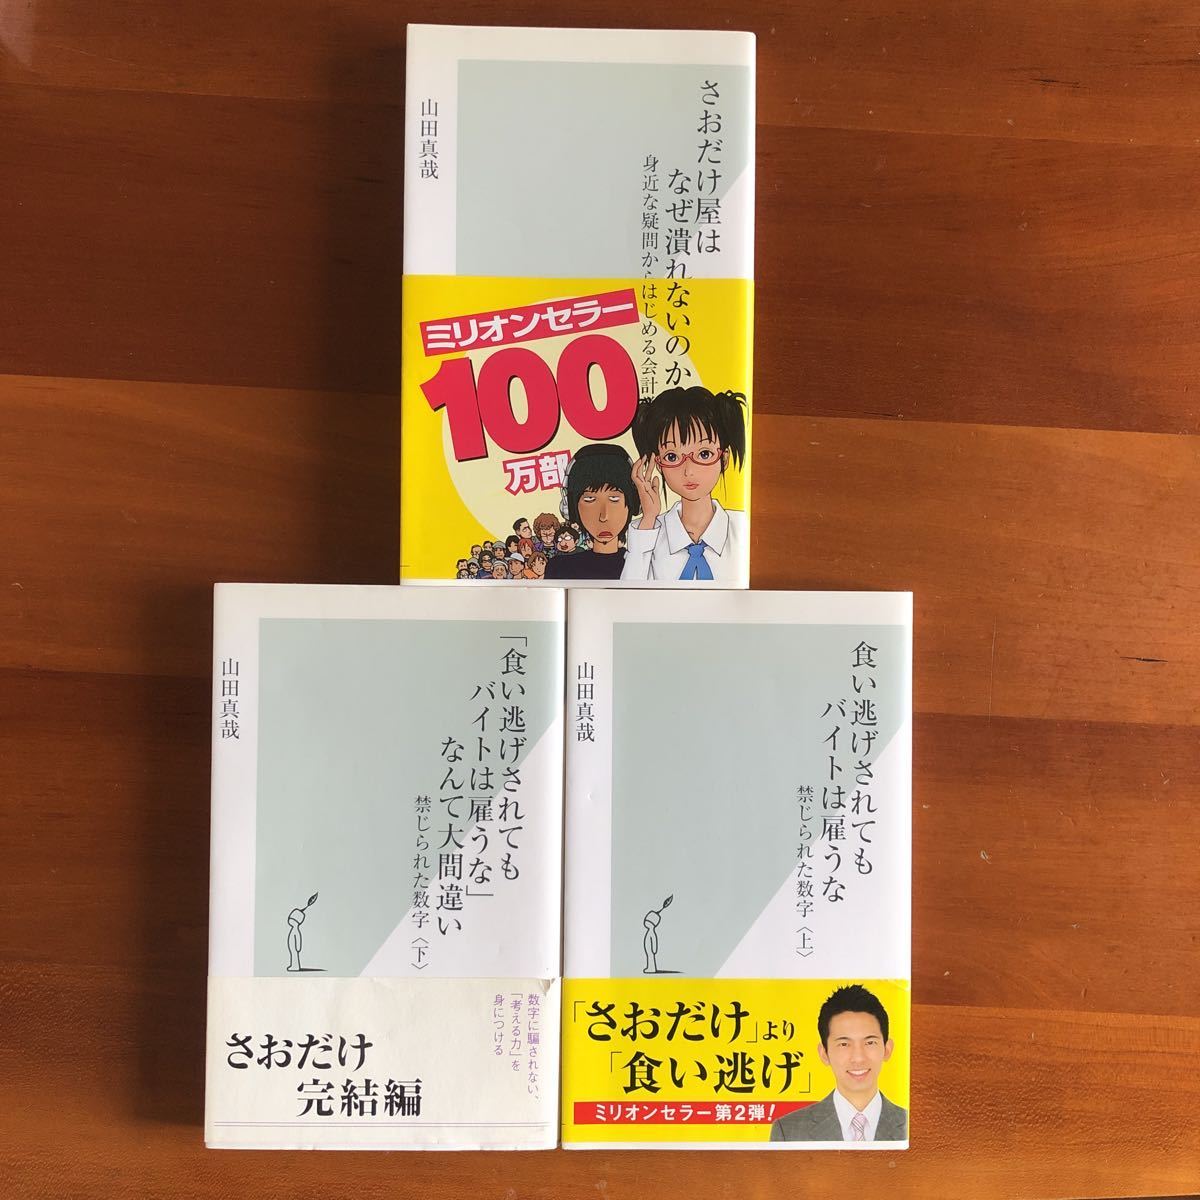 さおだけ屋は
なぜ潰れないのか
身近な疑問からはじめる会計
山田真哉
ミリオンセラー
100
万部
「食い逃げされても
バイトは雇うな」
なんて大間違い
禁じられた数字〈下〉
山田真哉
数字に騙されない、
「考える力」を
身につける
さおだけ
完結編
食い逃げされても
バイトは雇うな
禁じられた数字〈上〉
山田真哉
「さおだけ」より
「食い逃げ」
ミリオンセラー第2弾!